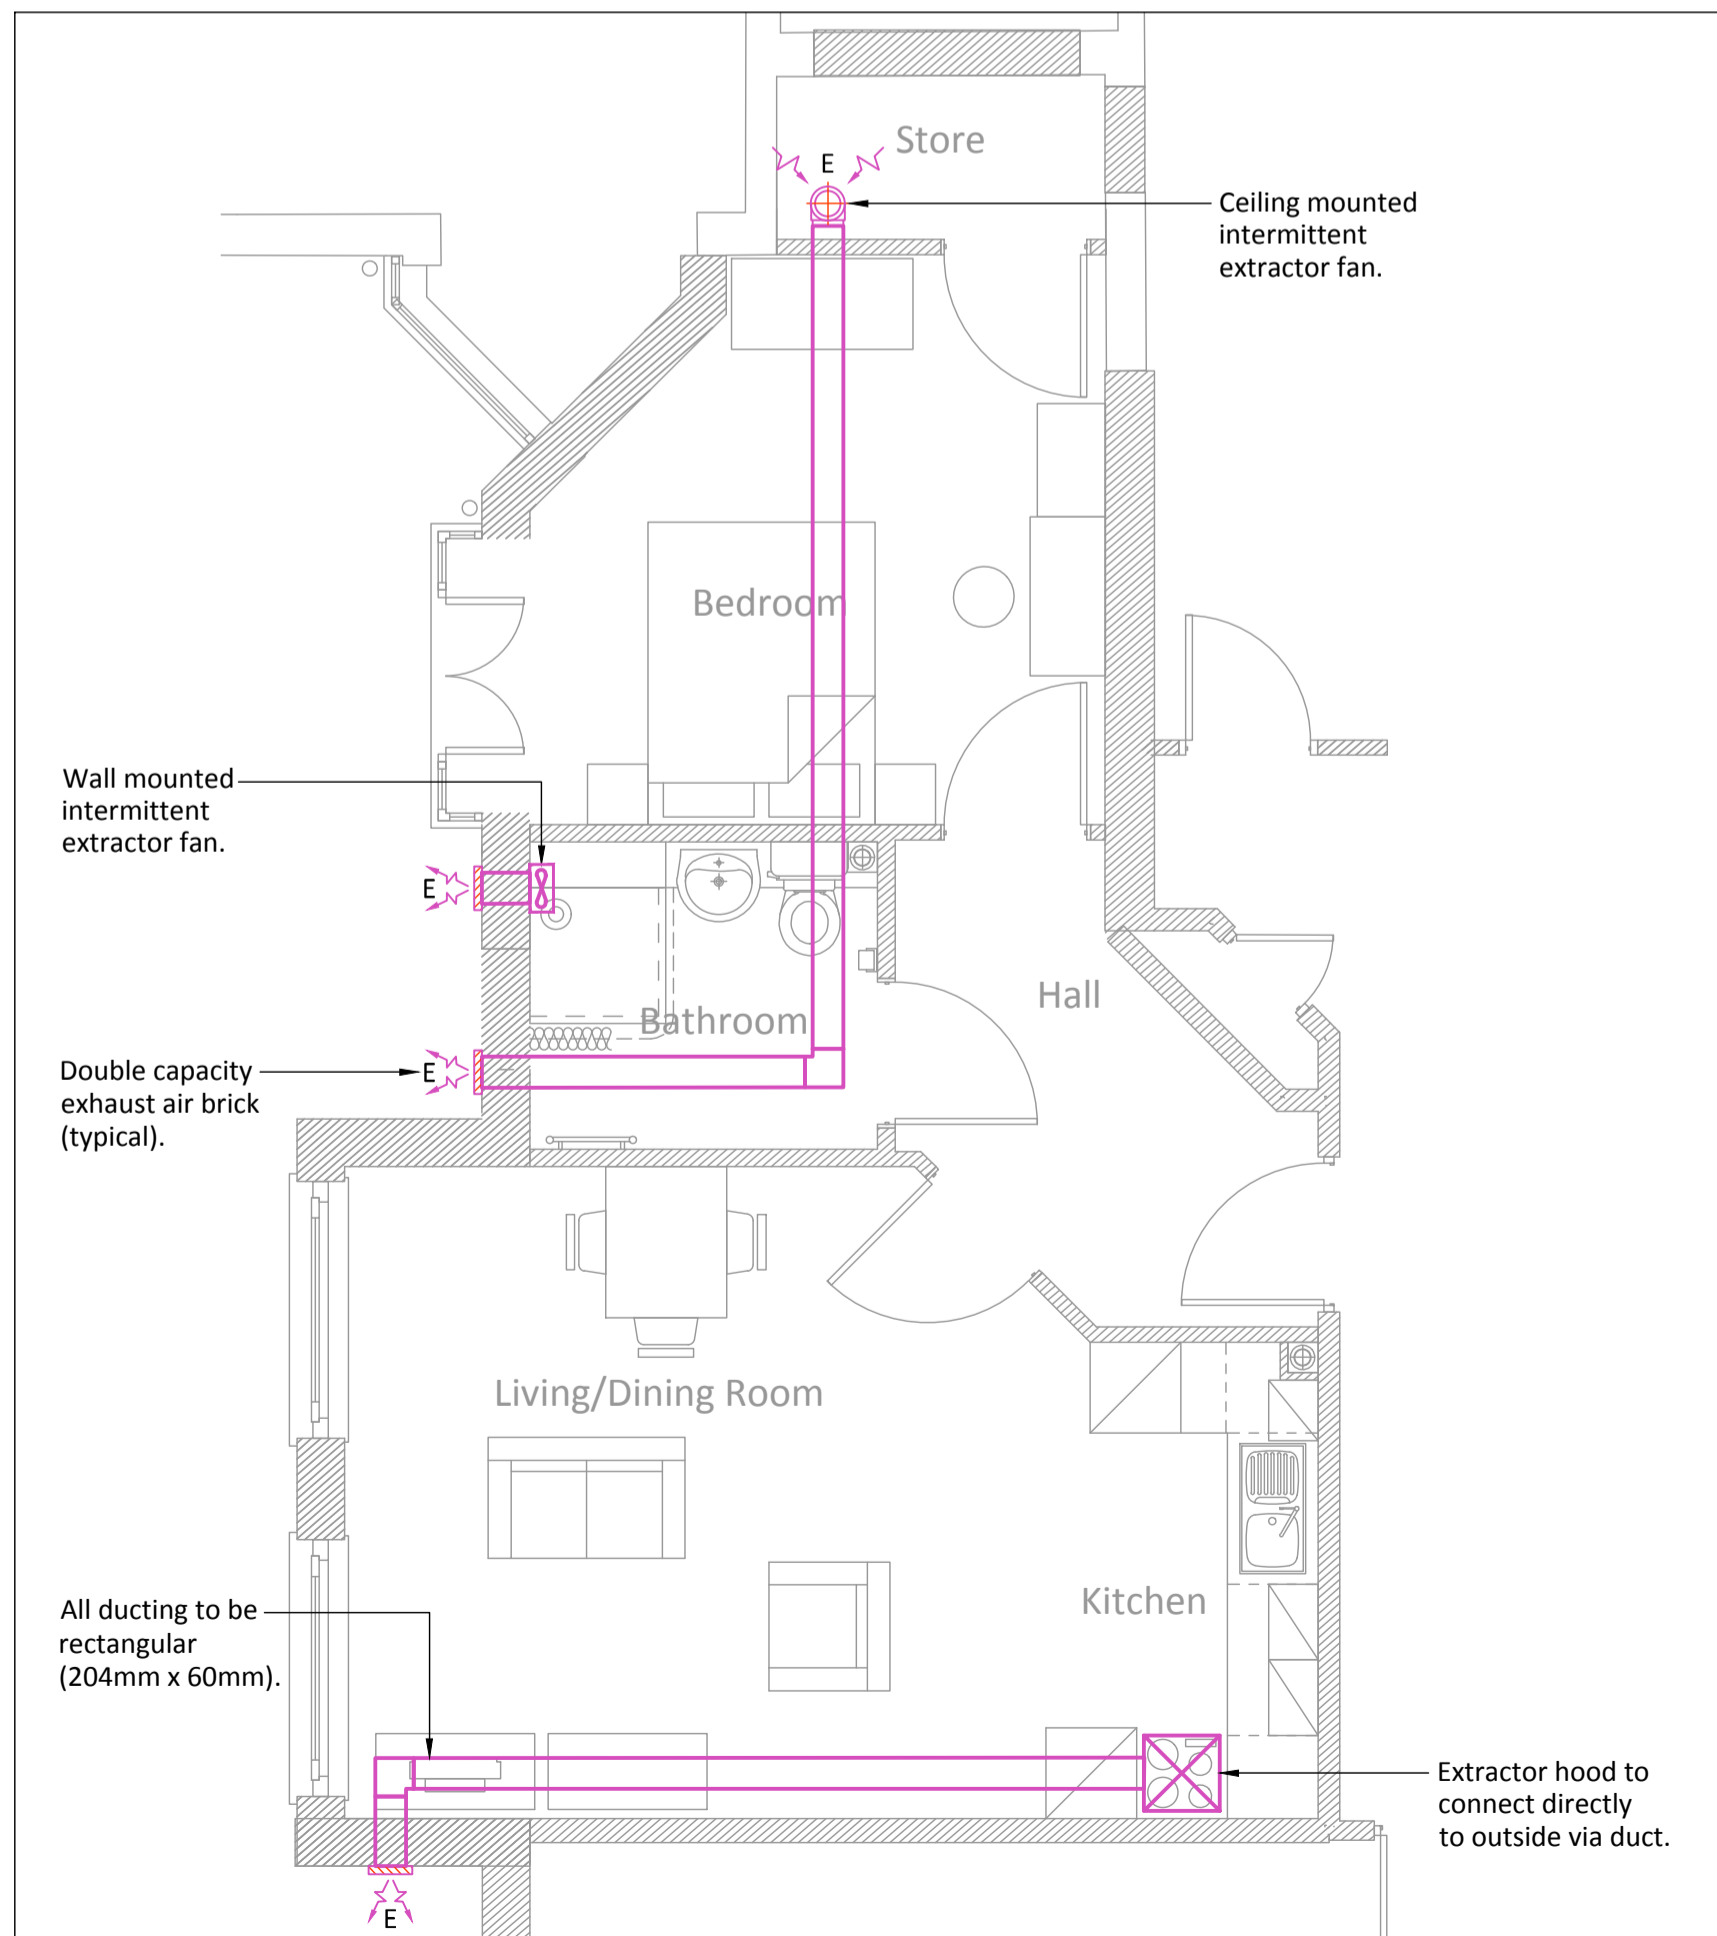 Store
E
Ceiling mounted
intermittent
extractor fan.
Bedroom
Wall mounted
intermittent
extractor fan.
E
Hall
Bathroom
Double capacity
exhaust air brick
(typical).
E
Living/Dining Room
Kitchen
All ducting to be
rectangular
(204mm x 60mm).
Extractor hood to
connect directly
to outside via duct.
E